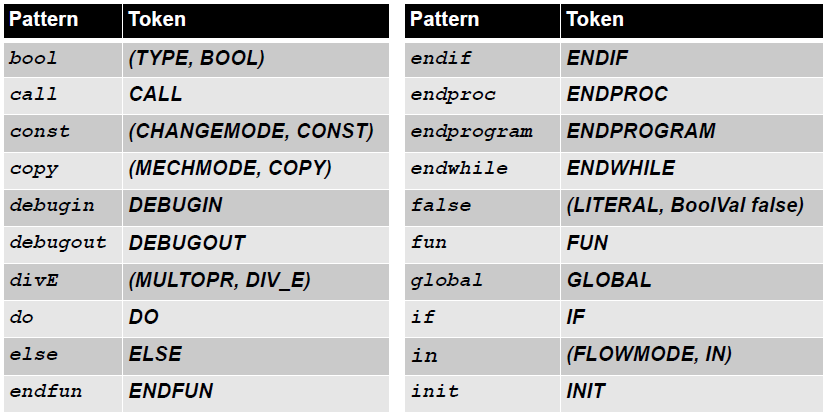 Pattern Token
bool (TYPE, BOOL)
call CALL
const (CHANGEMODE, CONST)
copy (MECHMODE, COPY)
debugin DEBUGIN
debugout DEBUGOUT
divE (MULTOPR, DIV_E)
do DO
else ELSE
endfun ENDFUN
Pattern Token
endif ENDIF
endproc ENDPROC
endprogram ENDPROGRAM
endwhile ENDWHILE
false (LITERAL, BoolVal false)
fun FUN
global GLOBAL
if IF
in (FLOWMODE, IN)
init INIT